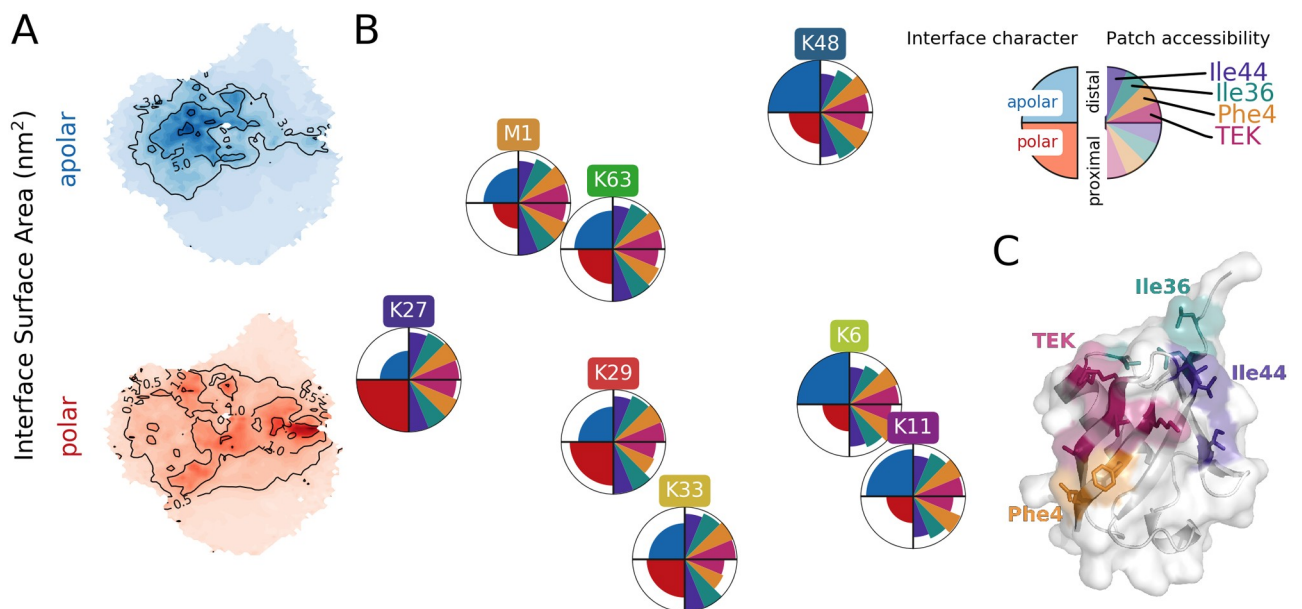 A
B
K48
Interface character
Patch accessibility
Ile44
Ile36
Phe4
TEK
apolar
polar
distal
proximal
Interface Surface Area (nm²)
apolar
3.0
3.0
5.0
M1
K63
C
Ile36
TEK
Ile44
Phe4
K27
K6
K29
K11
K33
polar
0.5
0.5
1.0
1.0
0.5
0.5